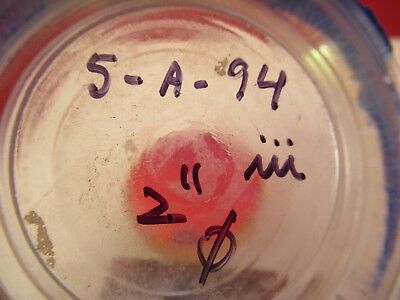 5-A-94
2" iii
ø